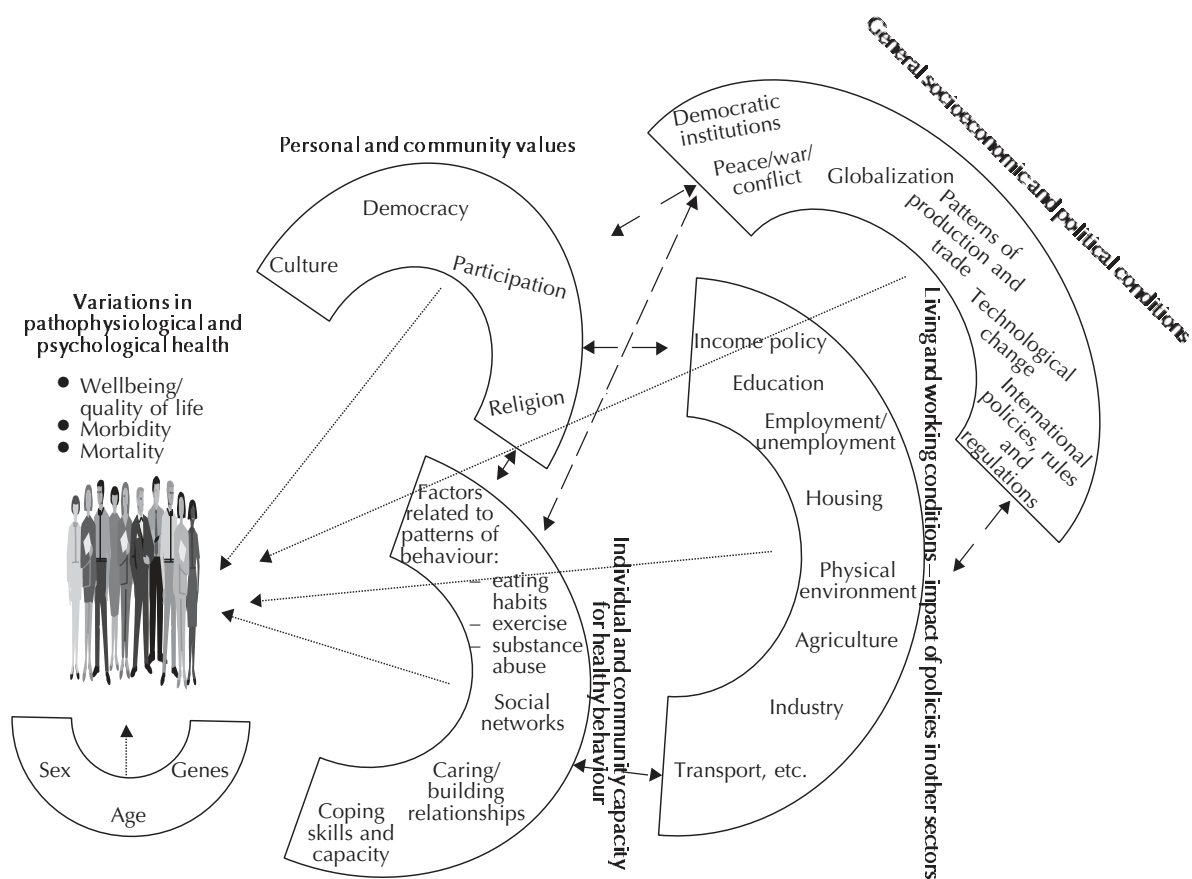 General socioeconomic and political conditions
Democratic
institutions
Peace/war/
conflict
Globalization
Patterns of
production and
trade
Technological
change
International
policies, rules
and
regulations
Personal and community values
Democracy
Culture
Participation
Religion
Variations in
pathophysiological and
psychological health
● Wellbeing/
quality of life
● Morbidity
● Mortality
Sex
Age
Genes
Factors
related to
patterns of
behaviour:
– eating
habits
– exercise
– substance
abuse
Social
networks
Caring/
building
relationships
Coping
skills and
capacity
Individual and community capacity
for healthy behaviour
Income policy
Education
Employment/
unemployment
Housing
Physical
environment
Agriculture
Industry
Transport, etc.
Living and working conditions – impact of policies in other sectors